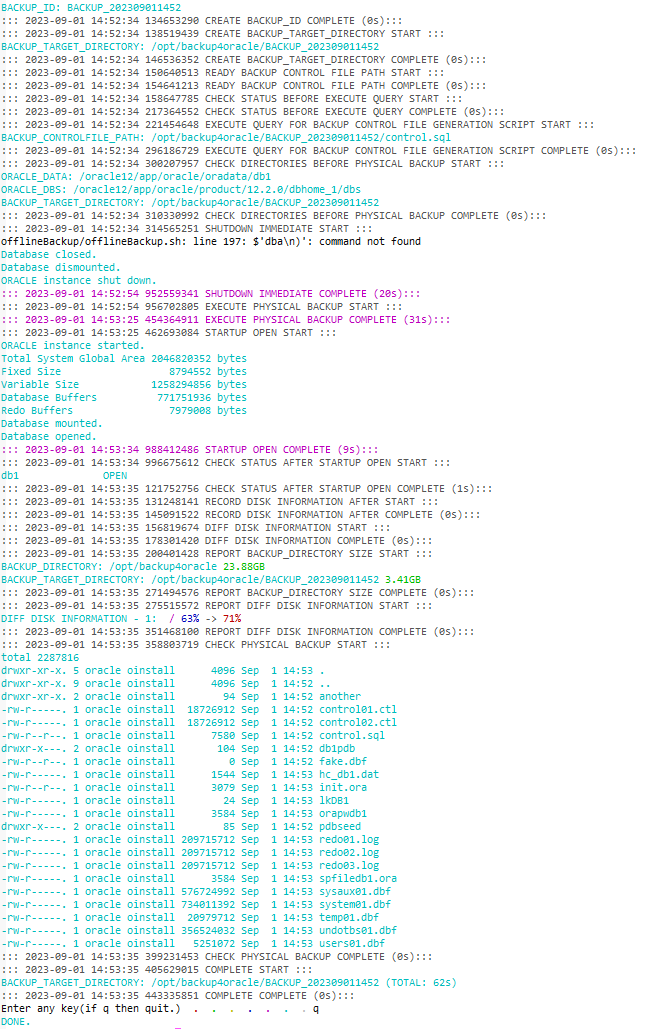 BACKUP_ID: BACKUP_202309011452
::: 2023-09-01 14:52:34 134653290 CREATE BACKUP_ID COMPLETE (0s):::
::: 2023-09-01 14:52:34 138519439 CREATE BACKUP_TARGET_DIRECTORY START :::
BACKUP_TARGET_DIRECTORY: /opt/backup4oracle/BACKUP_202309011452
::: 2023-09-01 14:52:34 146536352 CREATE BACKUP_TARGET_DIRECTORY COMPLETE (0s):::
::: 2023-09-01 14:52:34 150640513 READY BACKUP CONTROL FILE PATH START :::
::: 2023-09-01 14:52:34 154641213 READY BACKUP CONTROL FILE PATH COMPLETE (0s):::
::: 2023-09-01 14:52:34 158647785 CHECK STATUS BEFORE EXECUTE QUERY START :::
::: 2023-09-01 14:52:34 217364552 CHECK STATUS BEFORE EXECUTE QUERY COMPLETE (0s):::
::: 2023-09-01 14:52:34 221454648 EXECUTE QUERY FOR BACKUP CONTROL FILE GENERATION SCRIPT START :::
BACKUP_CONTROLFILE_PATH: /opt/backup4oracle/BACKUP_202309011452/control.sql
::: 2023-09-01 14:52:34 296186729 EXECUTE QUERY FOR BACKUP CONTROL FILE GENERATION SCRIPT COMPLETE (0s):::
::: 2023-09-01 14:52:34 300207957 CHECK DIRECTORIES BEFORE PHYSICAL BACKUP START :::
ORACLE_DATA: /oracle12/app/oracle/oradata/db1
ORACLE_DBS: /oracle12/app/oracle/product/12.2.0/dbhome_1/dbs
BACKUP_TARGET_DIRECTORY: /opt/backup4oracle/BACKUP_202309011452
::: 2023-09-01 14:52:34 310330992 CHECK DIRECTORIES BEFORE PHYSICAL BACKUP COMPLETE (0s):::
::: 2023-09-01 14:52:34 314565251 SHUTDOWN IMMEDIATE START :::
offlineBackup/offlineBackup.sh: line 197: $'dba\n)': command not found
Database closed.
Database dismounted.
ORACLE instance shut down.
::: 2023-09-01 14:52:54 952559341 SHUTDOWN IMMEDIATE COMPLETE (20s):::
::: 2023-09-01 14:52:54 956702805 EXECUTE PHYSICAL BACKUP START :::
::: 2023-09-01 14:53:25 454364911 EXECUTE PHYSICAL BACKUP COMPLETE (31s):::
::: 2023-09-01 14:53:25 462693084 STARTUP OPEN START :::
ORACLE instance started.
Total System Global Area 2046820352 bytes
Fixed Size 8794552 bytes
Variable Size 1258294856 bytes
Database Buffers 771751936 bytes
Redo Buffers 7979008 bytes
Database mounted.
Database opened.
::: 2023-09-01 14:53:34 988412486 STARTUP OPEN COMPLETE (9s):::
::: 2023-09-01 14:53:34 996675612 CHECK STATUS AFTER STARTUP OPEN START :::
db1 OPEN
::: 2023-09-01 14:53:35 121752756 CHECK STATUS AFTER STARTUP OPEN COMPLETE (1s):::
::: 2023-09-01 14:53:35 131248141 RECORD DISK INFORMATION AFTER START :::
::: 2023-09-01 14:53:35 145091522 RECORD DISK INFORMATION AFTER COMPLETE (0s):::
::: 2023-09-01 14:53:35 156819674 DIFF DISK INFORMATION START :::
::: 2023-09-01 14:53:35 178301420 DIFF DISK INFORMATION COMPLETE (0s):::
::: 2023-09-01 14:53:35 200401428 REPORT BACKUP_DIRECTORY SIZE START :::
BACKUP_DIRECTORY: /opt/backup4oracle 23.88GB
BACKUP_TARGET_DIRECTORY: /opt/backup4oracle/BACKUP_202309011452 3.41GB
::: 2023-09-01 14:53:35 271494576 REPORT BACKUP_DIRECTORY SIZE COMPLETE (0s):::
::: 2023-09-01 14:53:35 275515572 REPORT DIFF DISK INFORMATION START :::
DIFF DISK INFORMATION - 1: / 63% -> 71%
::: 2023-09-01 14:53:35 351468100 REPORT DIFF DISK INFORMATION COMPLETE (0s):::
::: 2023-09-01 14:53:35 358803719 CHECK PHYSICAL BACKUP START :::
total 2287816
drwxr-xr-x. 5 oracle oinstall 4096 Sep 1 14:53 .
drwxr-xr-x. 9 oracle oinstall 4096 Sep 1 14:52 ..
drwxr-xr-x. 2 oracle oinstall 94 Sep 1 14:52 another
-rw-r-----. 1 oracle oinstall 18726912 Sep 1 14:52 control01.ctl
-rw-r-----. 1 oracle oinstall 18726912 Sep 1 14:52 control02.ctl
-rw-r--r--. 1 oracle oinstall 7580 Sep 1 14:52 control.sql
drwxr-x---. 2 oracle oinstall 104 Sep 1 14:52 db1pdb
-rw-r--r--. 1 oracle oinstall 0 Sep 1 14:52 fake.dbf
-rw-r-----. 1 oracle oinstall 1544 Sep 1 14:53 hc_db1.dat
-rw-r--r--. 1 oracle oinstall 3079 Sep 1 14:53 init.ora
-rw-r-----. 1 oracle oinstall 24 Sep 1 14:53 lkDB1
-rw-r-----. 1 oracle oinstall 3584 Sep 1 14:53 orapwdb1
drwxr-x---. 2 oracle oinstall 85 Sep 1 14:52 pdbseed
-rw-r-----. 1 oracle oinstall 209715712 Sep 1 14:53 redo01.log
-rw-r-----. 1 oracle oinstall 209715712 Sep 1 14:53 redo02.log
-rw-r-----. 1 oracle oinstall 209715712 Sep 1 14:53 redo03.log
-rw-r-----. 1 oracle oinstall 3584 Sep 1 14:53 spfiledb1.ora
-rw-r-----. 1 oracle oinstall 576724992 Sep 1 14:53 sysaux01.dbf
-rw-r-----. 1 oracle oinstall 734011392 Sep 1 14:53 system01.dbf
-rw-r-----. 1 oracle oinstall 20979712 Sep 1 14:53 temp01.dbf
-rw-r-----. 1 oracle oinstall 356524032 Sep 1 14:53 undotbs01.dbf
-rw-r-----. 1 oracle oinstall 5251072 Sep 1 14:53 users01.dbf
::: 2023-09-01 14:53:35 399231453 CHECK PHYSICAL BACKUP COMPLETE (0s):::
::: 2023-09-01 14:53:35 405629015 COMPLETE START :::
BACKUP_TARGET_DIRECTORY: /opt/backup4oracle/BACKUP_202309011452 (TOTAL: 62s)
::: 2023-09-01 14:53:35 443335851 COMPLETE COMPLETE (0s):::
Enter any key(if q then quit.) . . . . . . . . q
DONE.